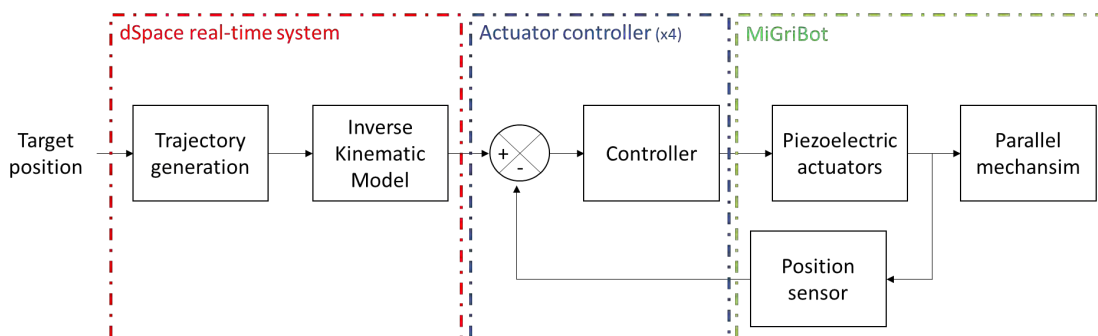 dSpace real-time system
Actuator controller (x4)
MiGriBot
Target
position
Trajectory
generation
Inverse
Kinematic
Model
+
-
Controller
Piezoelectric
actuators
Parallel
mechansim
Position
sensor